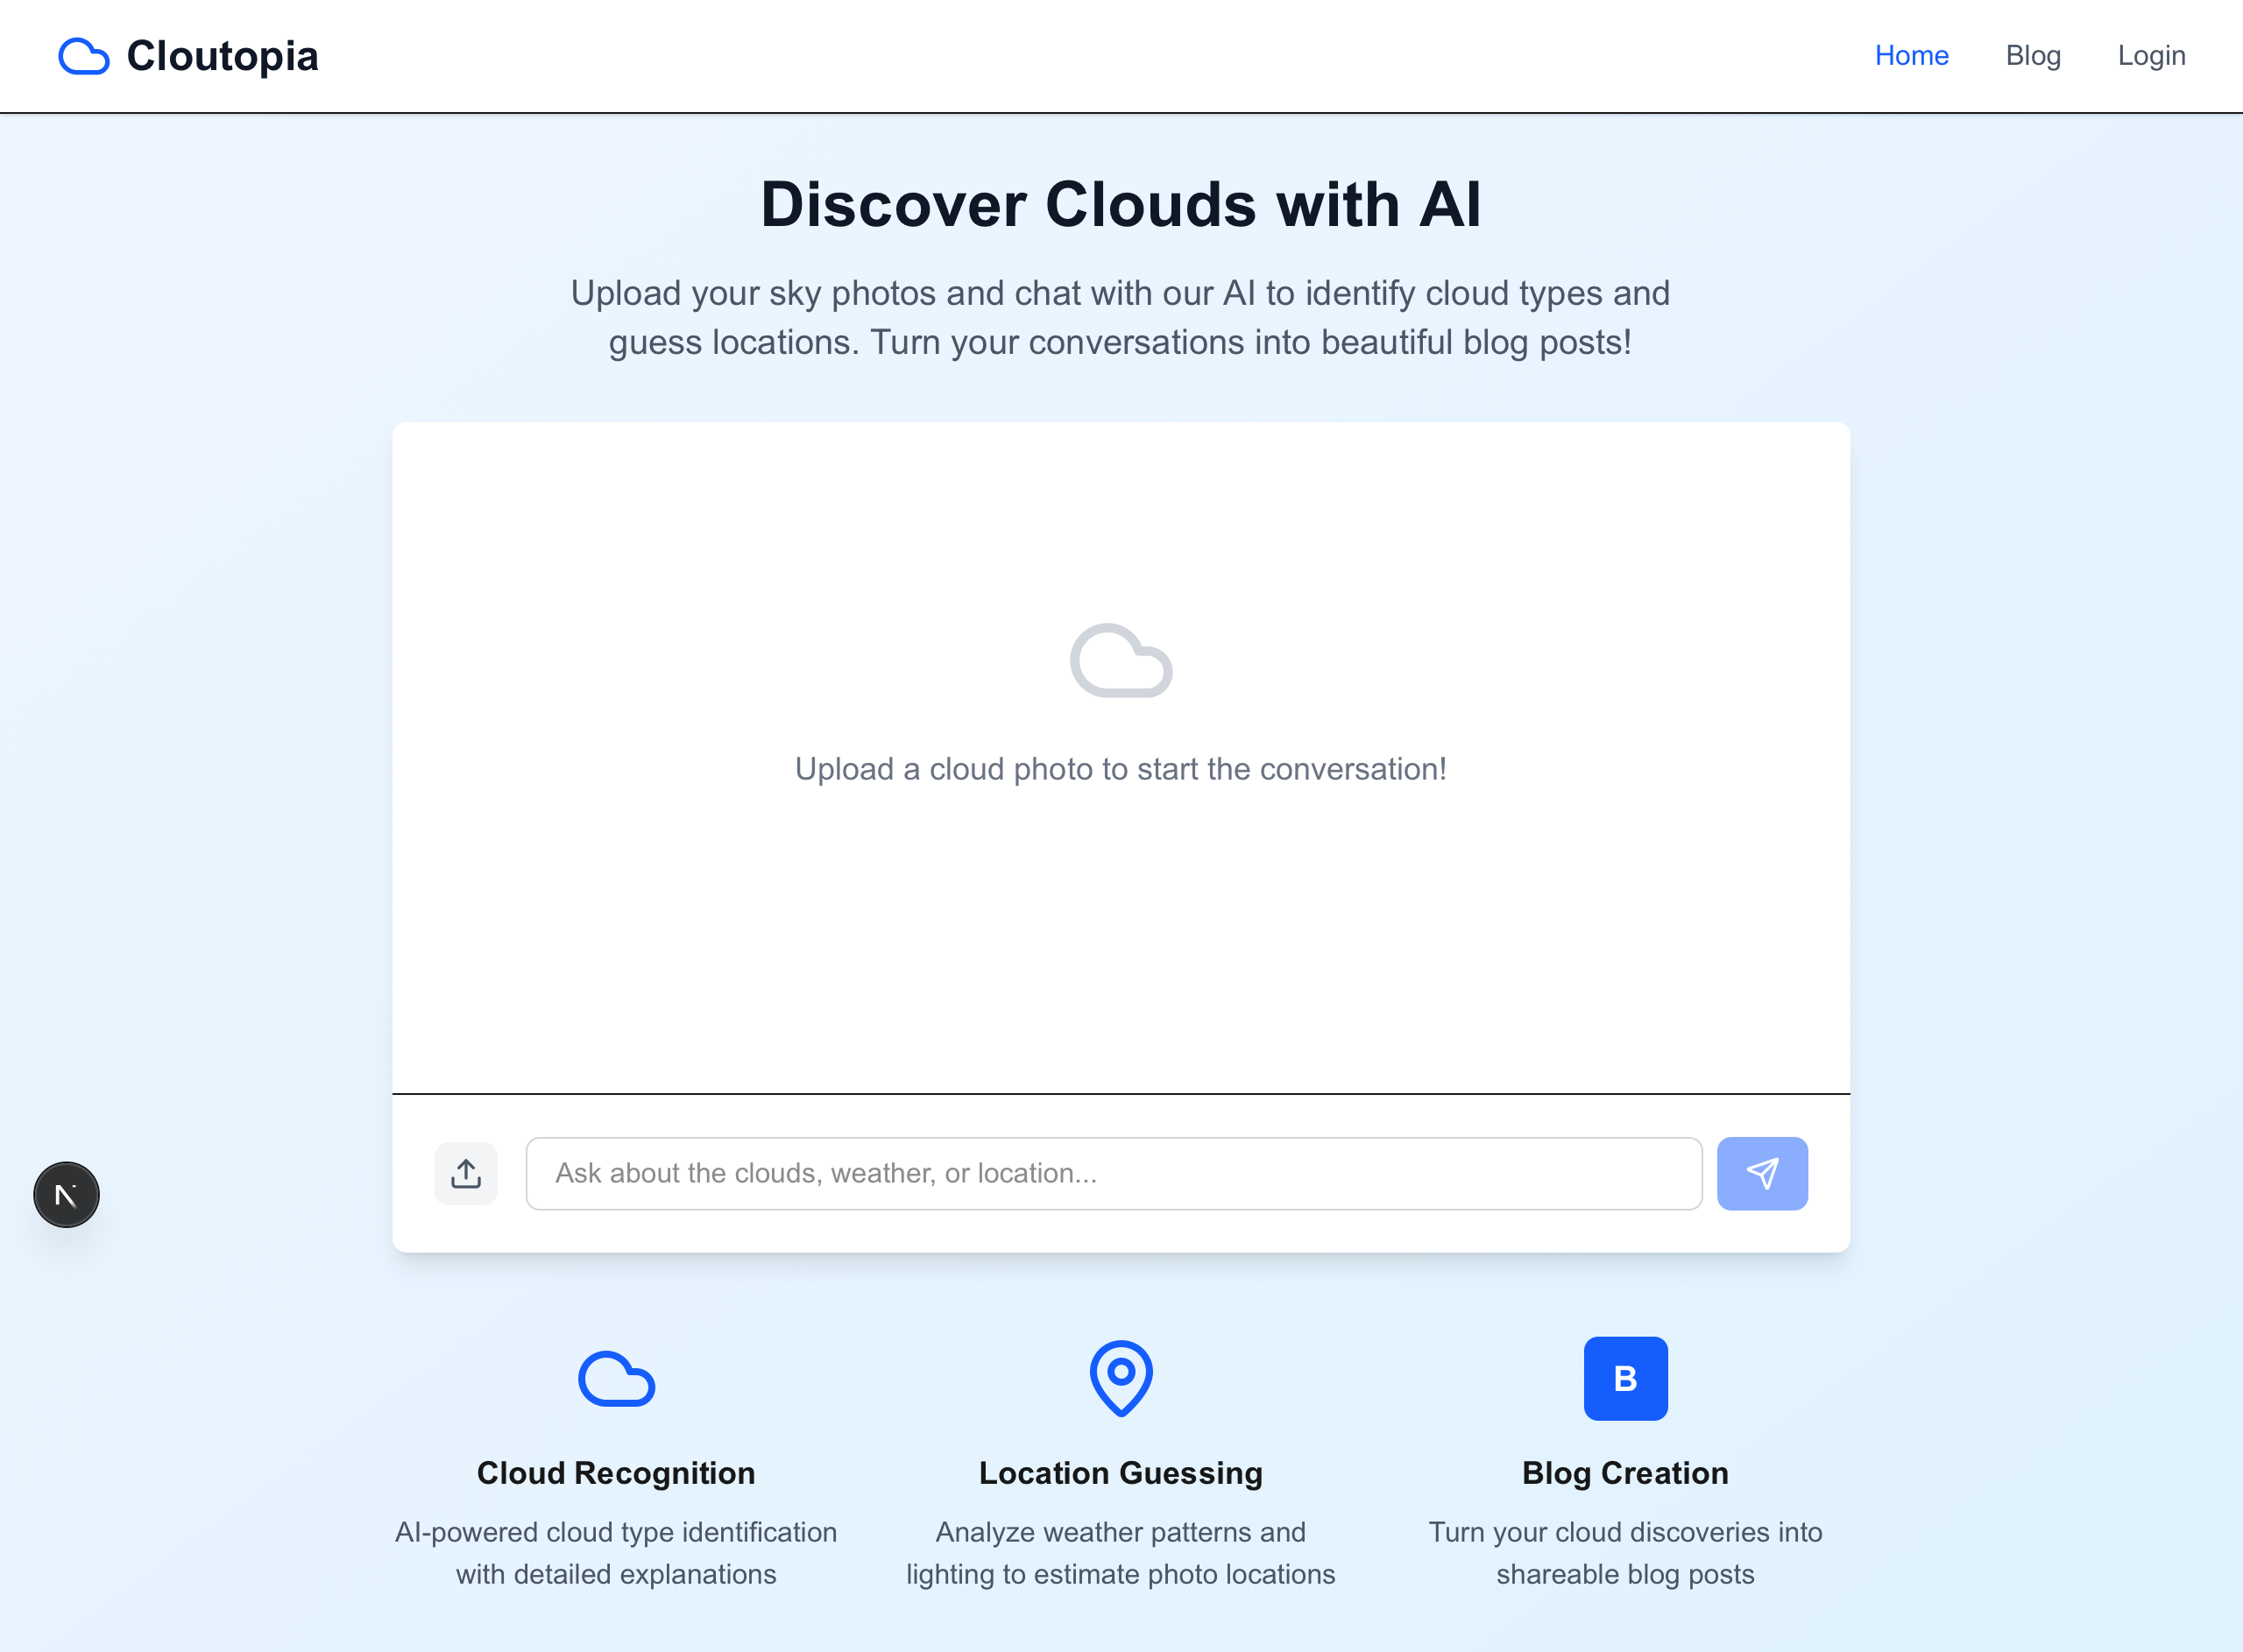 Cloutopia
Home
Blog
Login
Discover Clouds with AI
Upload your sky photos and chat with our AI to identify cloud types and
guess locations. Turn your conversations into beautiful blog posts!
Upload a cloud photo to start the conversation!
Ask about the clouds, weather, or location...
N
B
Cloud Recognition
AI-powered cloud type identification
with detailed explanations
Location Guessing
Analyze weather patterns and
lighting to estimate photo locations
Blog Creation
Turn your cloud discoveries into
shareable blog posts